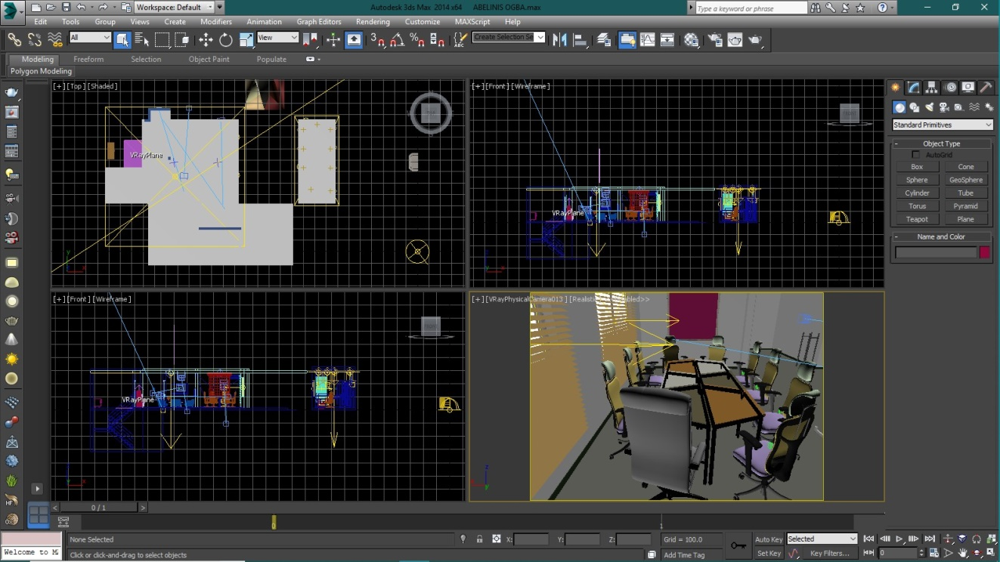 Workspace: Default
Autodesk 3ds Max 2014 x64 ABELINIS OGBA.max
Type a keyword or phrase
Edit Tools Group Views Create Modifiers Animation Graph Editors Rendering Customize MAXScript Help
All View Create Selection Se
Modeling Freeform Selection Object Paint Populate
Polygon Modeling
[+] [Top ] [Shaded ]
[+] [Front ] [Wireframe ]
Standard Primitives
- Object Type
AutoGrid
Box Cone
Sphere GeoSphere
Cylinder Tube
Torus Pyramid
Teapot Plane
- Name and Color
VRayPlane
VRayPlane
[+] [Front ] [Wireframe ]
[+] [VRayPhysicalCamera013 ]
VRayPlane
< 0 / 1 >
0 1
None Selected X: Y: Z: Grid = 100.0 Auto Key Selected
Welcome to M
Click or click-and-drag to select objects Add Time Tag Set Key Key Filters... 0